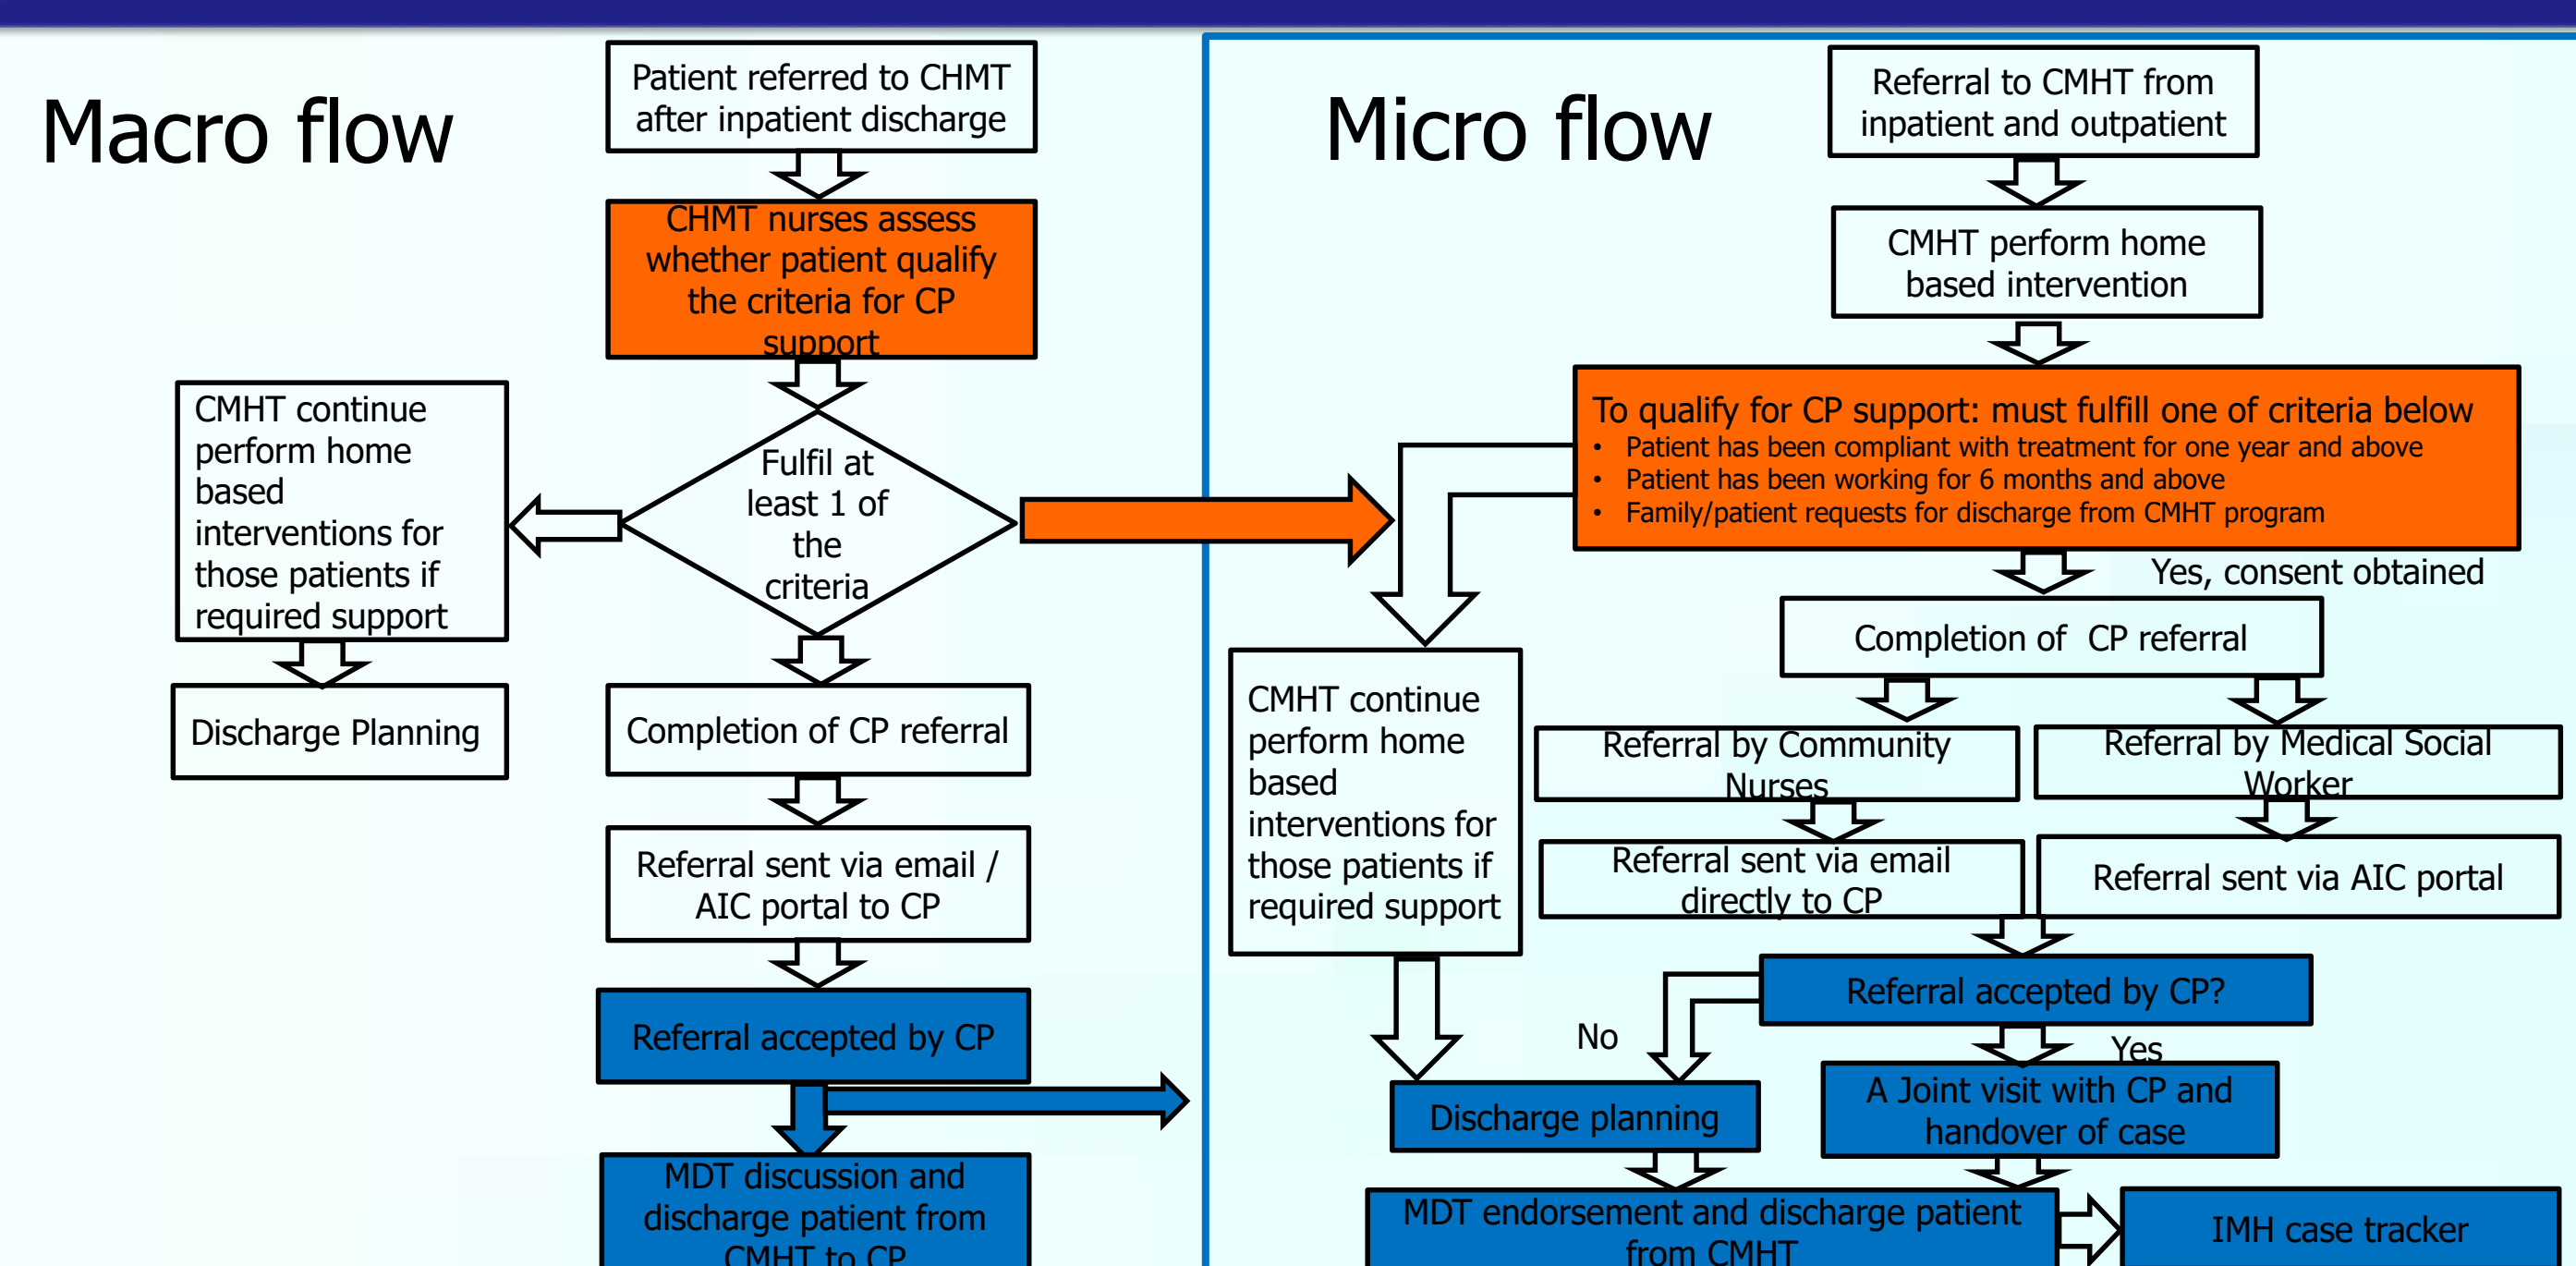 Macro flow
Patient referred to CHMT
after inpatient discharge
CHMT nurses assess
whether patient qualify
the criteria for CP
support
Fulfil at
least 1 of
the
criteria
CMHT continue
perform home
based
interventions for
those patients if
required support
Discharge Planning
Completion of CP referral
Referral sent via email /
AIC portal to CP
Referral accepted by CP
MDT discussion and
discharge patient from
CMHT to CP
Micro flow
Referral to CMHT from
inpatient and outpatient
CMHT perform home
based intervention
To qualify for CP support: must fulfill one of criteria below
• Patient has been compliant with treatment for one year and above
• Patient has been working for 6 months and above
• Family/patient requests for discharge from CMHT program
Yes, consent obtained
Completion of CP referral
CMHT continue
perform home
based
interventions for
those patients if
required support
Referral by Community
Nurses
Referral by Medical Social
Worker
Referral sent via email
directly to CP
Referral sent via AIC portal
Referral accepted by CP?
No
Yes
Discharge planning
A Joint visit with CP and
handover of case
MDT endorsement and discharge patient
from CMHT
IMH case tracker